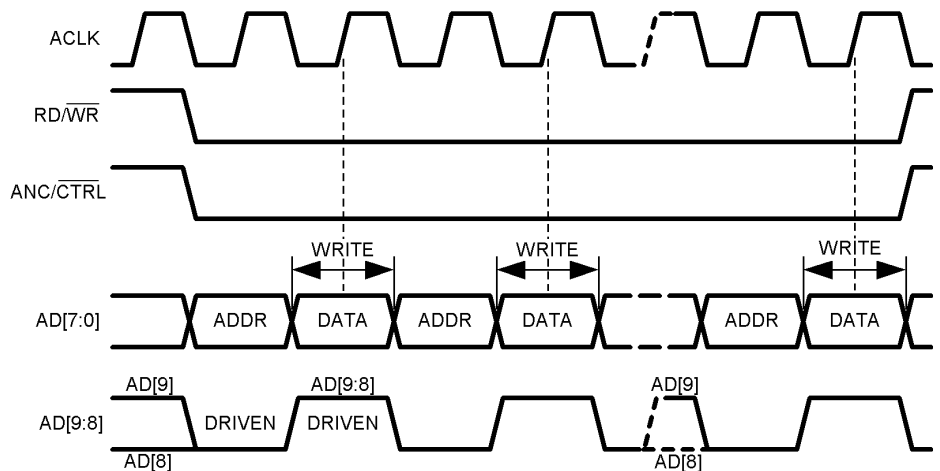 ACLK
RD/WR
ANC/CTRL
WRITE WRITE WRITE
AD[7:0] ADDR DATA ADDR DATA ADDR DATA
AD[9] AD[9:8] AD[9]
AD[9:8] DRIVEN DRIVEN
AD[8] AD[8]